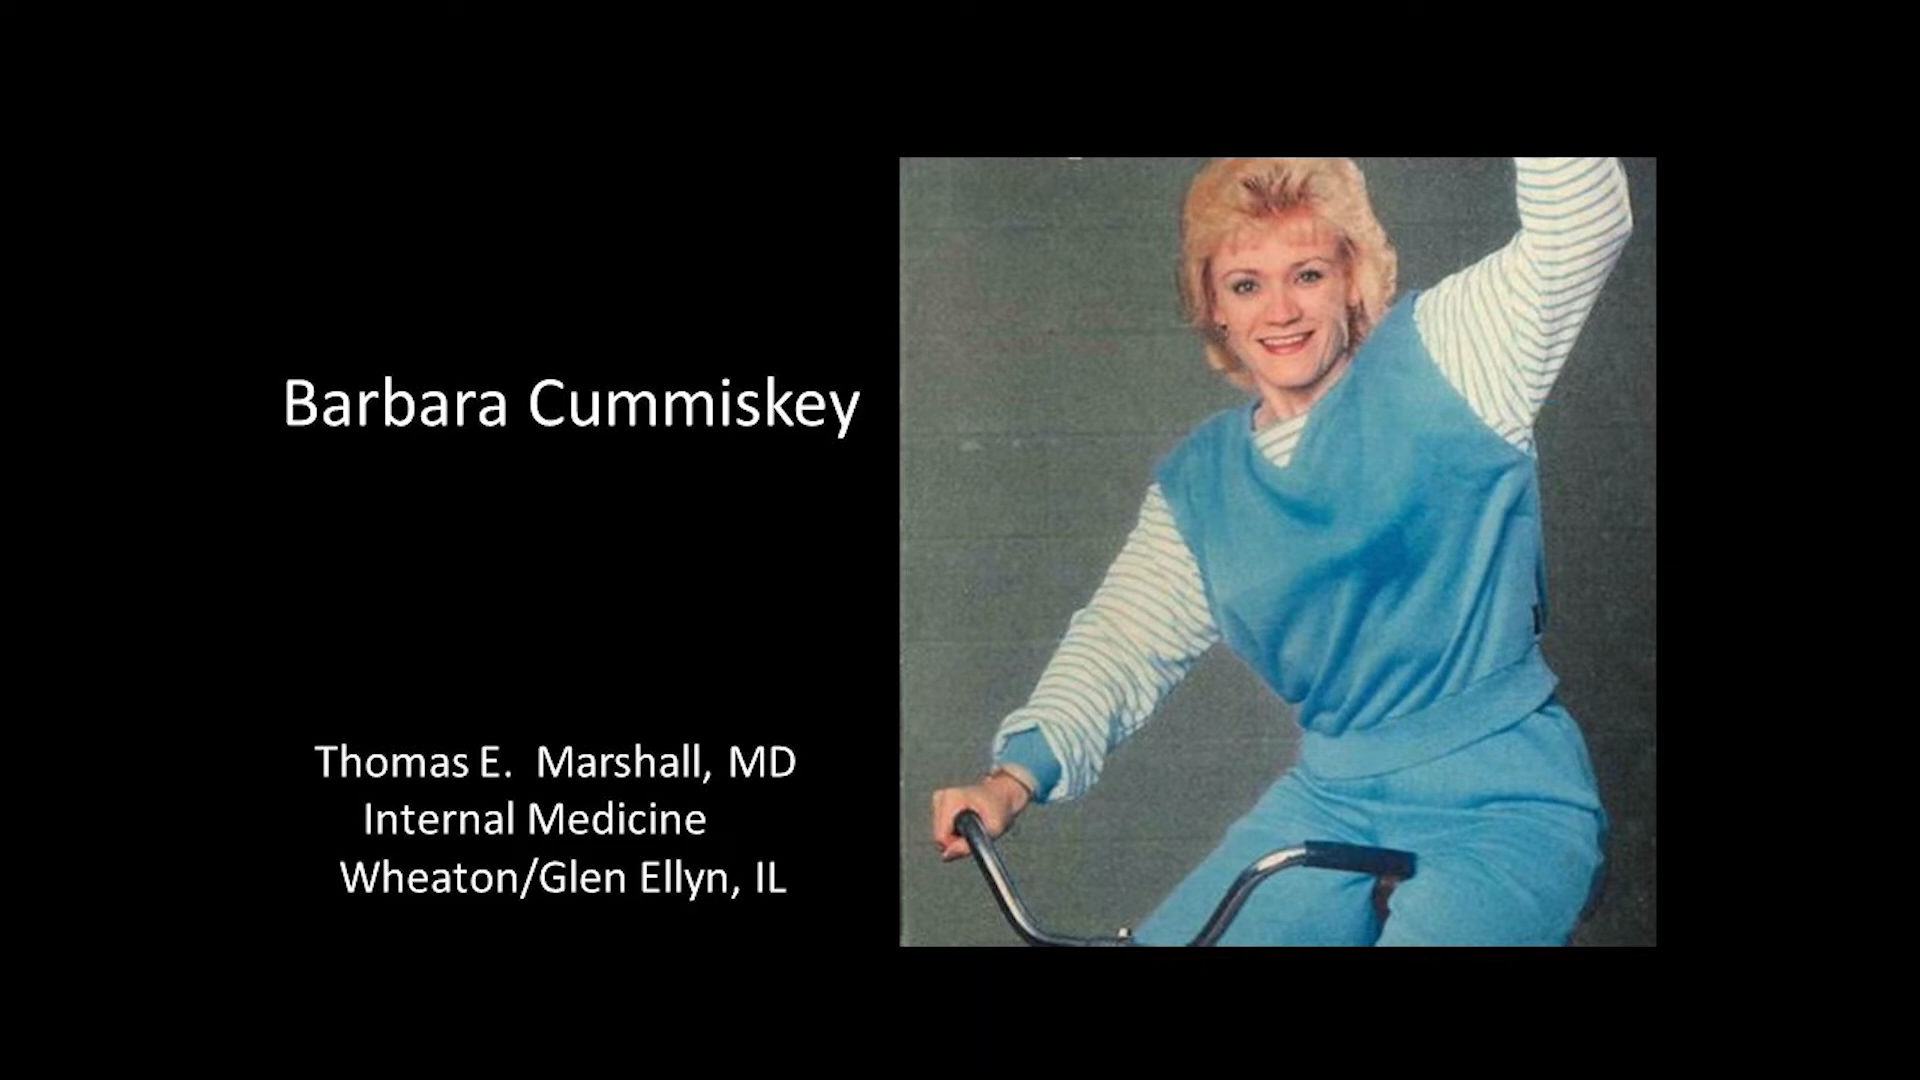 Barbara Cummiskey
Thomas E. Marshall, MD
Internal Medicine
Wheaton/Glen Ellyn, IL